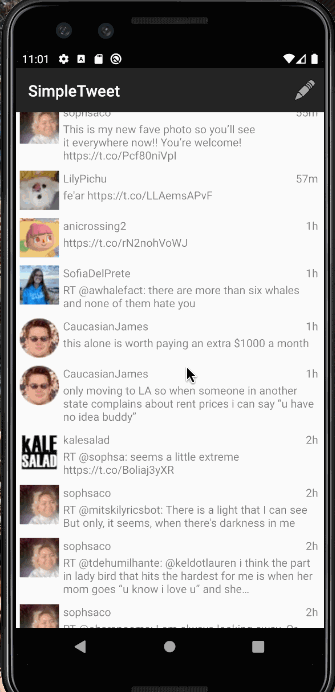 11:01
SimpleTweet
sophsaco 55m
This is my new fave photo so you'll see
it everywhere now!! You're welcome!
https://t.co/Pcf80niVpI
LilyPichu 57m
fe'ar https://t.co/LLAemsAPvF
anicrossing2 1h
https://t.co/rN2nohVoWJ
SofiaDelPrete 1h
RT @awhalefact: there are more than six whales
and none of them hate you
CaucasianJames 1h
this alone is worth paying an extra $1000 a month
CaucasianJames 1h
only moving to LA so when someone in another
state complains about rent prices i can say “u have
no idea buddy”
KALE
SALAD
kalesalad 2h
RT @sophsa: seems a little extreme
https://t.co/Boliaj3yXR
sophsaco 2h
RT @mitskilyricsbot: There is a light that I can see
But only, it seems, when there's darkness in me
sophsaco 2h
RT @tdehumilhante: @keldotlauren i think the part
in lady bird that hits the hardest for me is when her
mom goes “u know i love u” and she…
sophsaco 2h